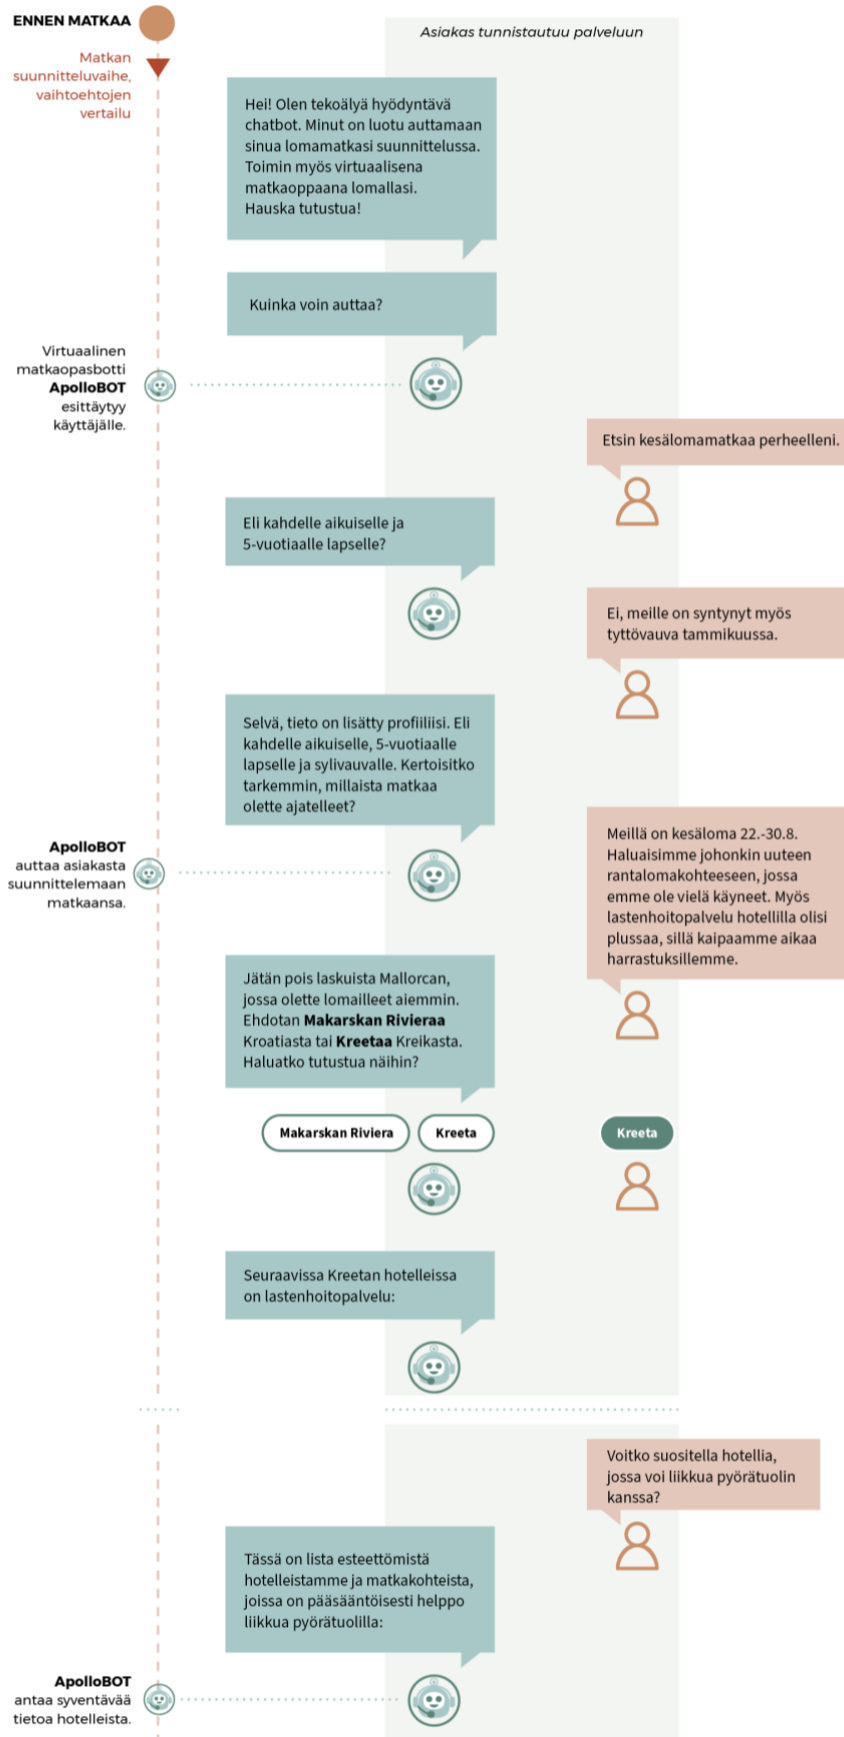 ENNEN MATKAA
Asiakas tunnistautuu palveluun
Matkan
suunnitteluvaihe,
vaihtoehtojen
vertailu
Hei! Olen tekoälyä hyödyntävä
chatbot. Minut on luotu auttamaan
sinua lomamatkasi suunnittelussa.
Toimin myös virtuaalisena
matkaoppaana lomallasi.
Hauska tutustua!
Kuinka voin auttaa?
Virtuaalinen
matkaopasbotti
ApolloBOT
esittäytyy
käyttäjälle.
Etsin kesälomamatkaa perheelleni.
Eli kahdelle aikuiselle ja
5-vuotiaalle lapselle?
Ei, meille on syntynyt myös
tyttövauva tammikuussa.
Selvä, tieto on lisätty profiiliisi. Eli
kahdelle aikuiselle, 5-vuotiaalle
lapselle ja sylivauvalle. Kertoisitko
tarkemmin, millaista matkaa
olette ajatelleet?
ApolloBOT
auttaa asiakasta
suunnittelemaan
matkaansa.
Meillä on kesäloma 22.-30.8.
Haluaisimme johonkin uuteen
rantalomakohteeseen, jossa
emme ole vielä käyneet. Myös
lastenhoitopalvelu hotellilla olisi
plussaa, sillä kaipaamme aikaa
harrastuksillemme.
Jätän pois laskuista Mallorcan,
jossa olette lomailleet aiemmin.
Ehdotan Makarskan Rivieraa
Kroatiasta tai Kreetaa Kreikasta.
Haluatko tutustua näihin?
Makarskan Riviera
Kreeta
Kreeta
Seuraavissa Kreetan hotelleissa
on lastenhoitopalvelu:
Voitko suositella hotellia,
jossa voi liikkua pyörätuolin
kanssa?
Tässä on lista esteettömistä
hotelleistamme ja matkakohteista,
joissa on pääsääntöisesti helppo
liikkua pyörätuolilla:
ApolloBOT
antaa syventävää
tietoa hotelleista.